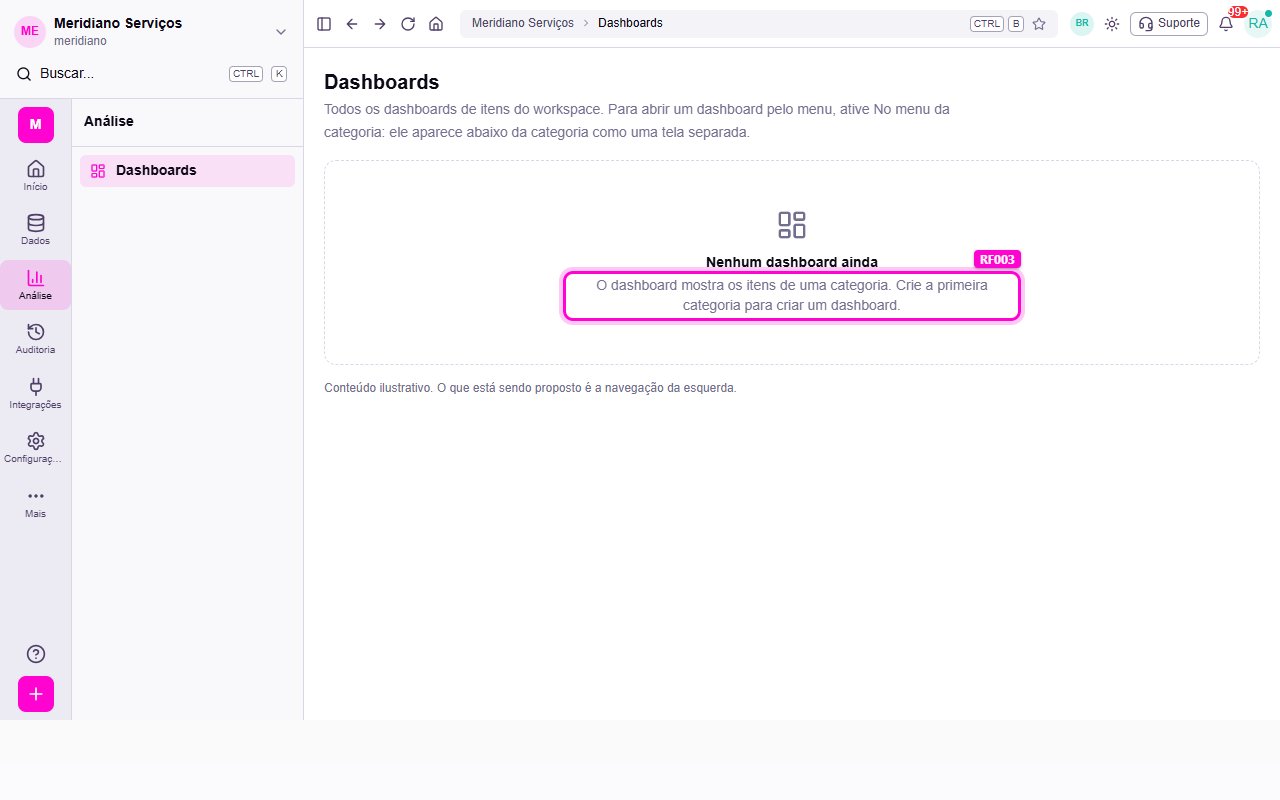 ME
Meridiano Serviços
meridiano
Buscar...
CTRL
K
M
Início
Dados
Análise
Auditoria
Integrações
Configuraç...
Mais
Análise
Dashboards
Meridiano Serviços
Dashboards
CTRL
B
BR
Suporte
99+
RA
Dashboards
Todos os dashboards de itens do workspace. Para abrir um dashboard pelo menu, ative No menu da
categoria: ele aparece abaixo da categoria como uma tela separada.
Nenhum dashboard ainda
RF003
O dashboard mostra os itens de uma categoria. Crie a primeira
categoria para criar um dashboard.
Conteúdo ilustrativo. O que está sendo proposto é a navegação da esquerda.